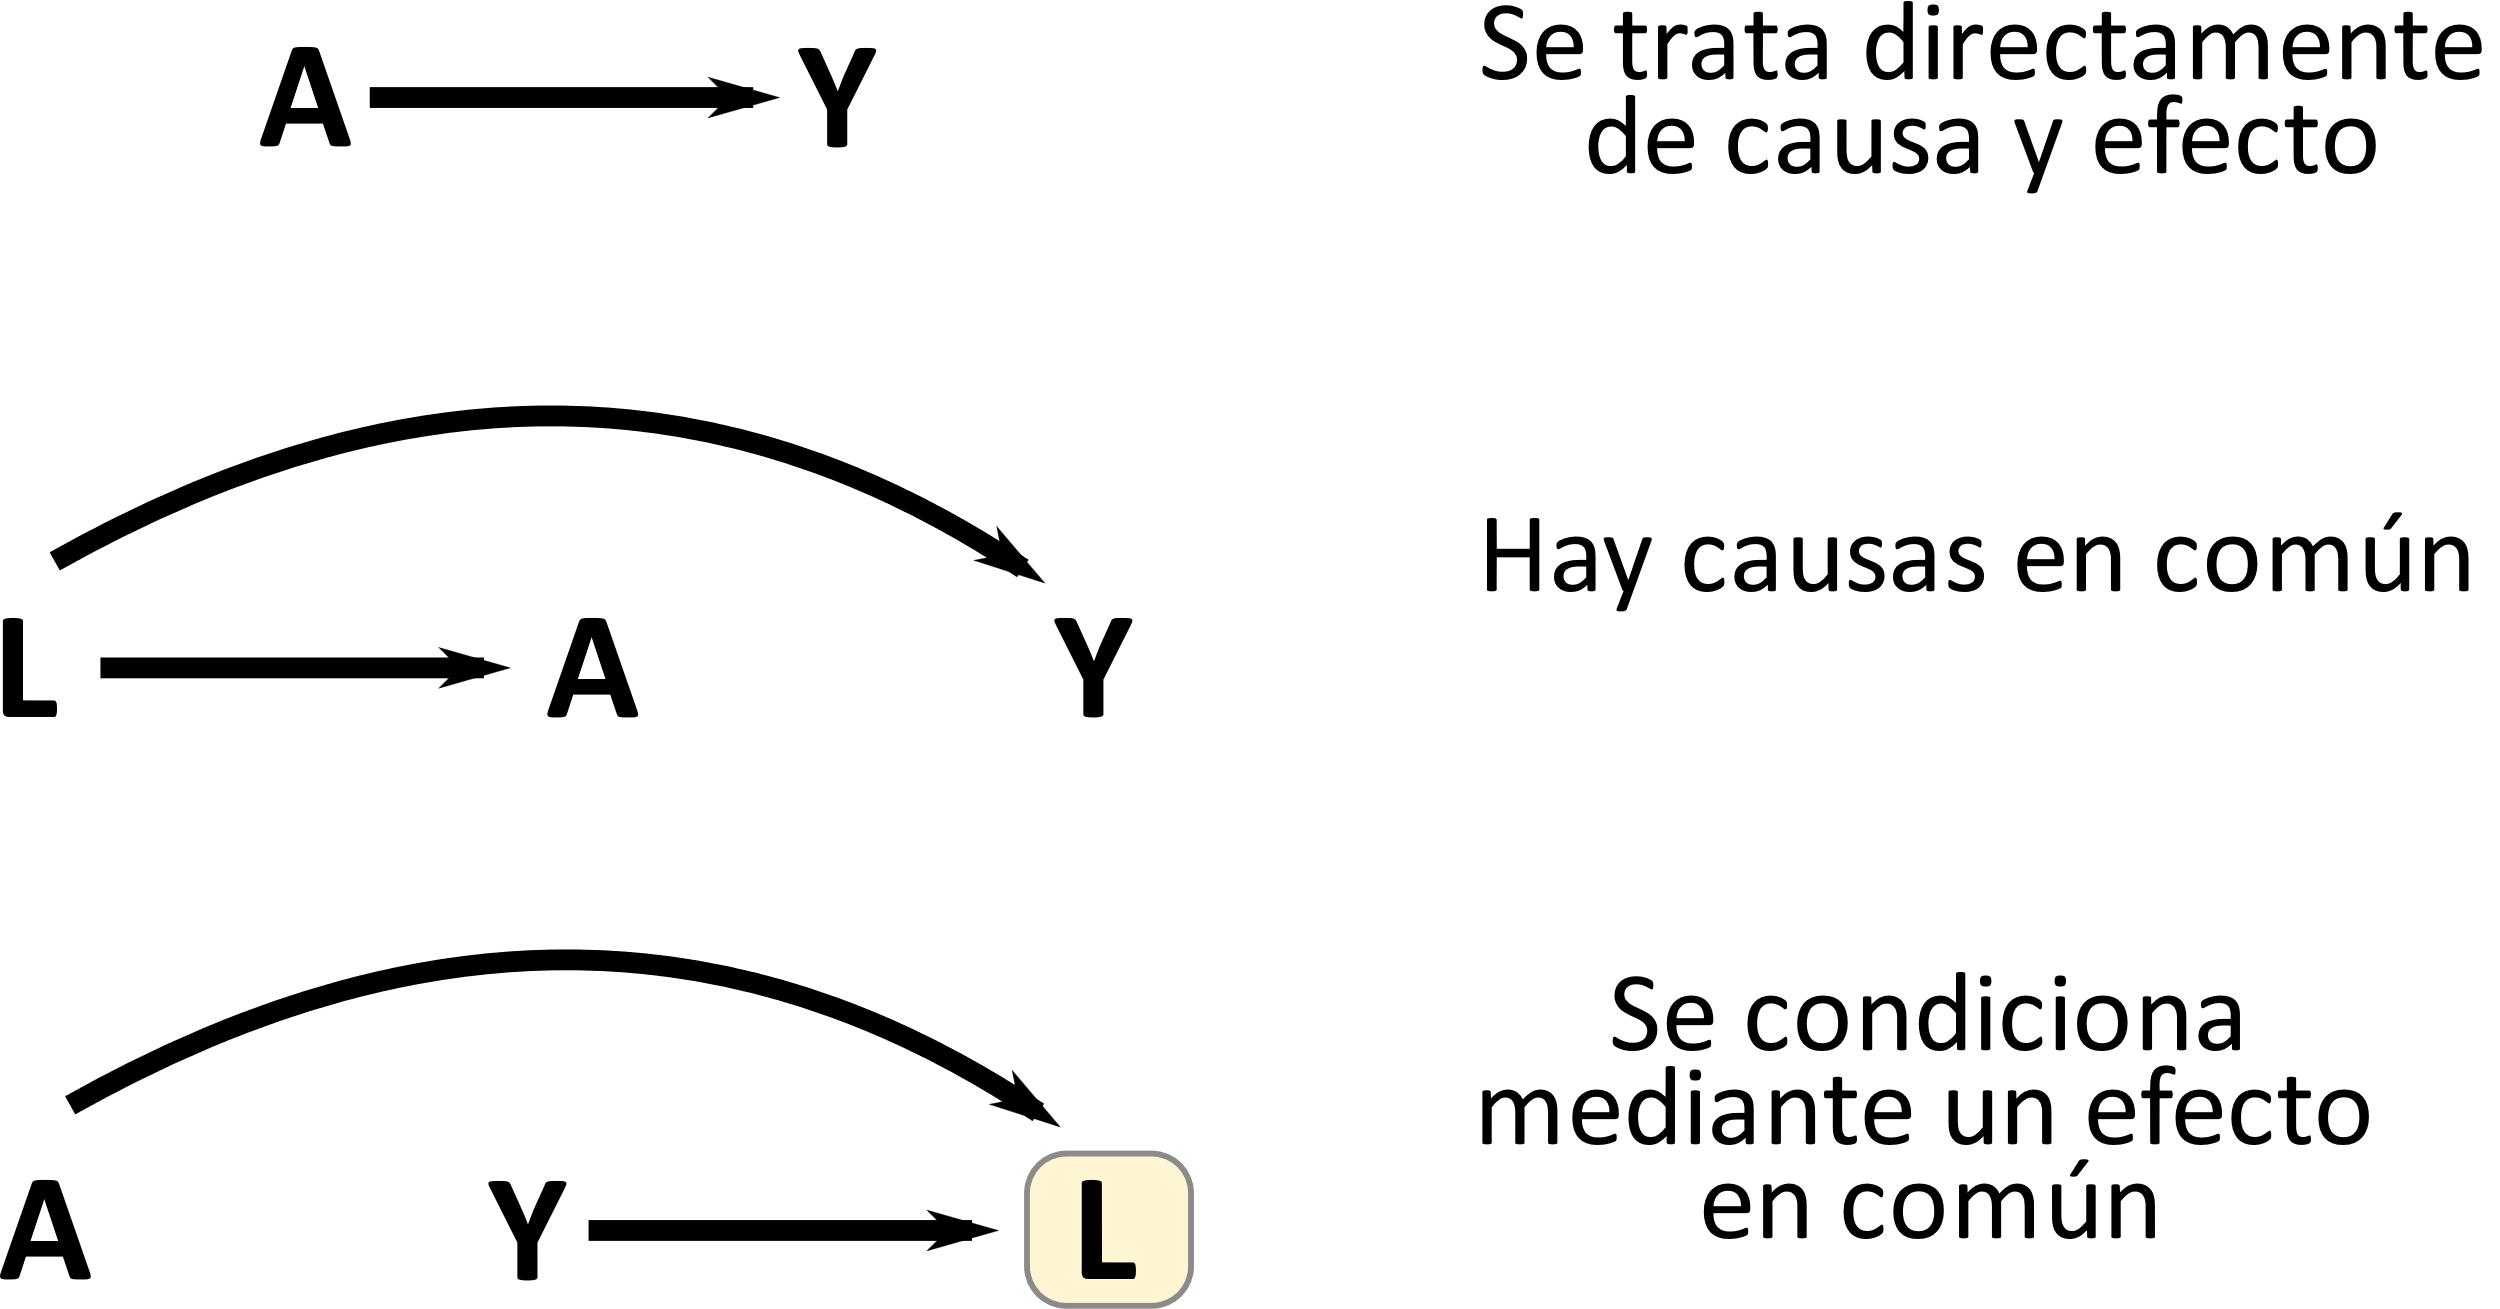 A Y
Se trata directamente
de causa y efecto
L A Y
Hay causas en común
A Y L
Se condiciona
mediante un efecto
en común